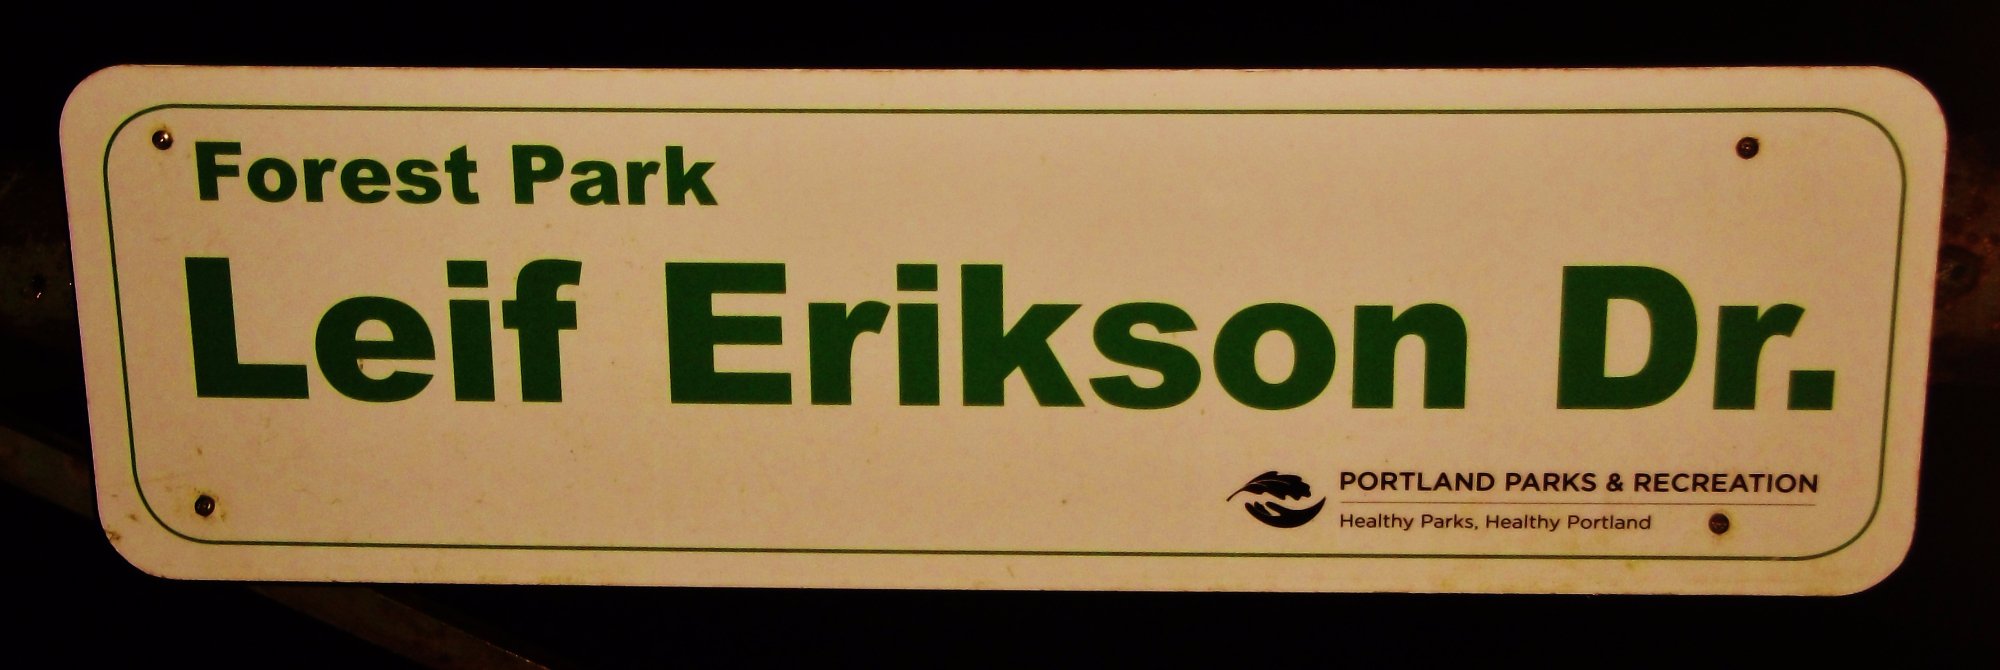 Forest Park
Leif Erikson Dr.
PORTLAND PARKS & RECREATION
Healthy Parks, Healthy Portland